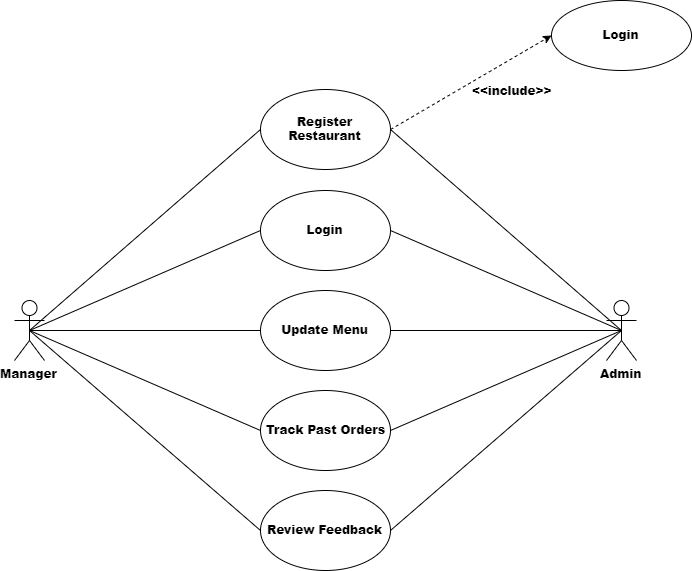 Login
<<include>>
Register
Restaurant
Login
Update Menu
Manager
Admin
Track Past Orders
Review Feedback